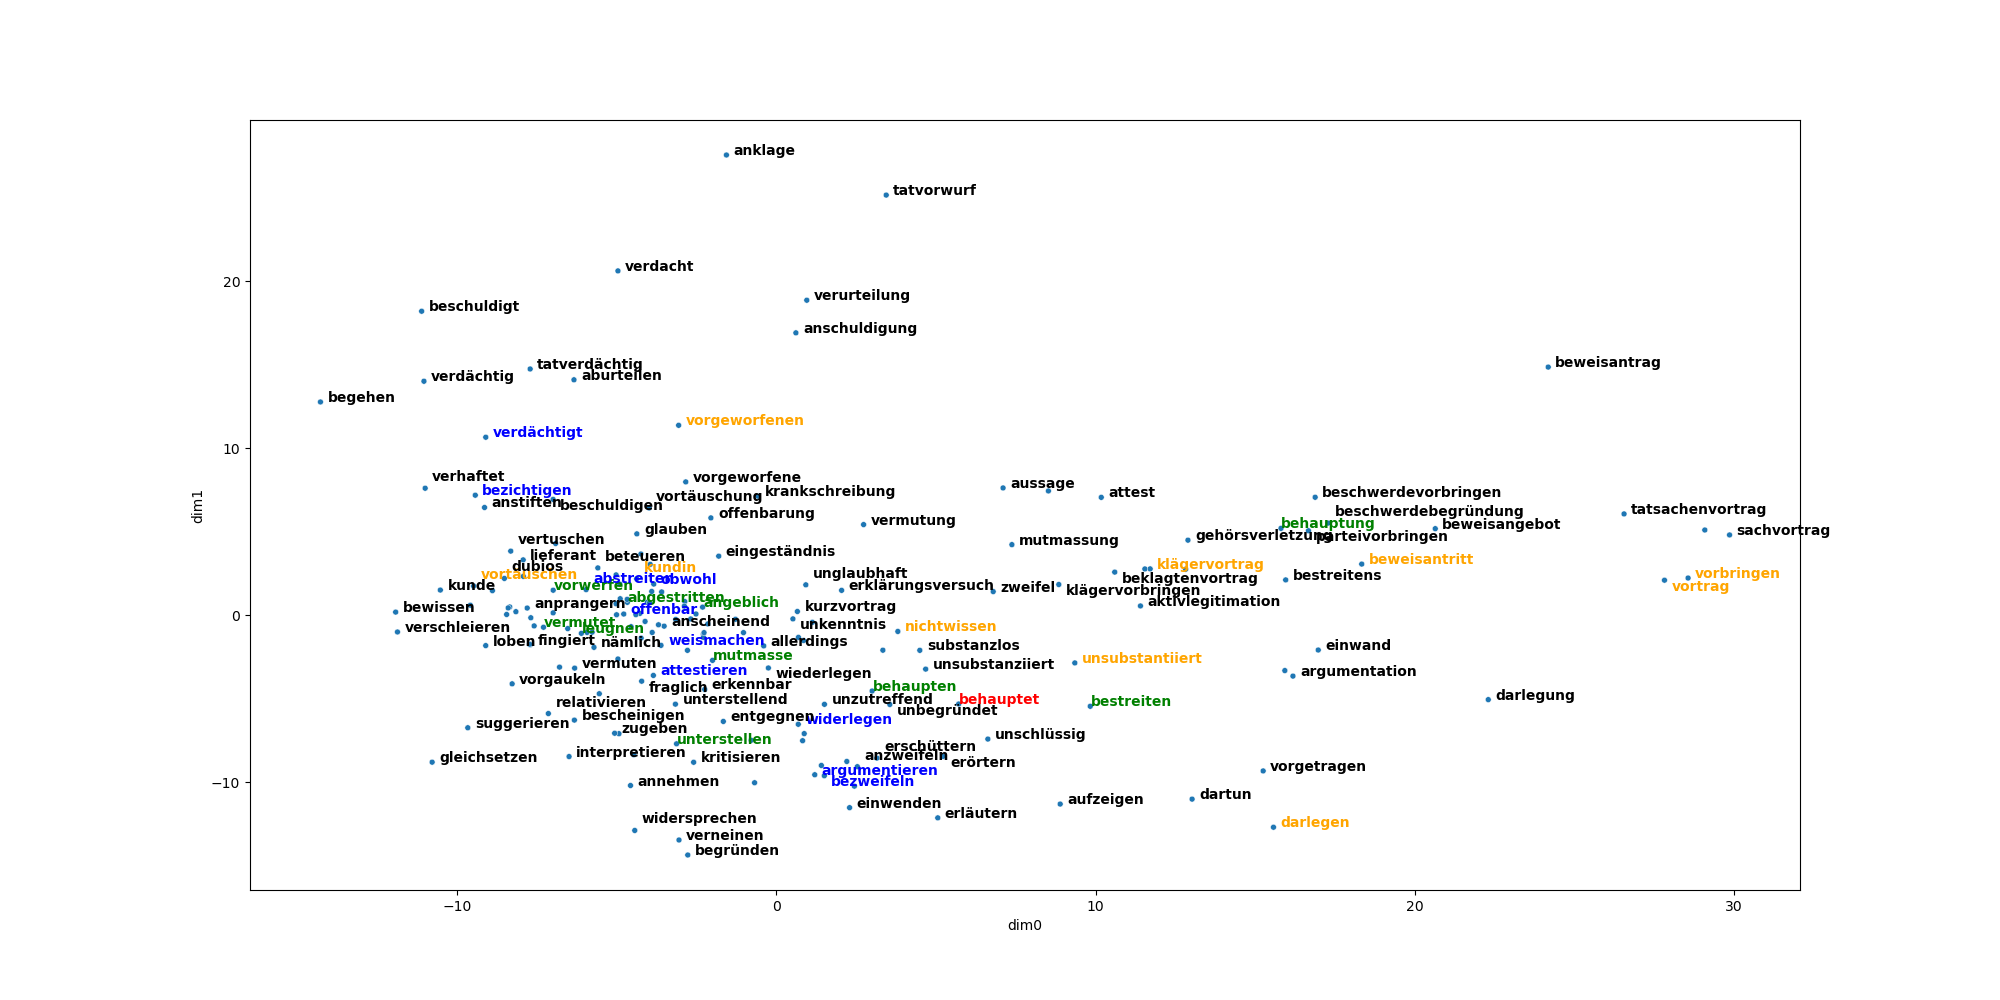 anklage
tatvorwurf
verdacht
20
verurteilung
beschuldigt
anschuldigung
tatverdächtig
beweisantrag
verdächtig
aburteilen
begehen
vorgeworfenen
10
verdächtigt
verhaftet
vorgeworfene
aussage
bezichtigen
vortäuschung
krankschreibung
attest
beschwerdevorbringen
anstiften
beschuldigen
beschwerdebegründung
tatsachenvortrag
offenbarung
vermutung
behauptung
beweisangebot
glauben
sachvortrag
vertuschen
mutmassung
gehörsverletzung
parteivorbringen
lieferant
beteueren
eingeständnis
dubios
kundin
klägervortrag
beweisantritt
vortäuschen
abstreiten
obwohl
unglaubhaft
beklagtenvortrag
bestreitens
vorbringen
kunde
vorwerfen
erklärungsversuch
zweifel
klägervorbringen
vortrag
bewissen
anprangern
abgestritten
angeblich
kurzvortrag
aktivlegitimation
offenbar
verschleieren
vermutet
leugnen
anscheinend
unkenntnis
nichtwissen
loben
fingiert
nämlich
weismachen
allerdings
substanzlos
einwand
vermuten
mutmasse
unsubstanziiert
unsubstantiiert
vorgaukeln
attestieren
wiederlegen
argumentation
fraglich
erkennbar
behaupten
relativieren
unterstellend
unzutreffend
behauptet
bestreiten
darlegung
suggerieren
bescheinigen
entgegnen
widerlegen
unbegründet
zugeben
unterstellen
unschlüssig
gleichsetzen
interpretieren
kritisieren
erschüttern
anzweifeln
erörtern
vorgetragen
−10
annehmen
argumentieren
bezweifeln
einwenden
aufzeigen
dartun
widersprechen
erläutern
darlegen
verneinen
begründen
0
dim1
−10
0
10
20
30
dim0